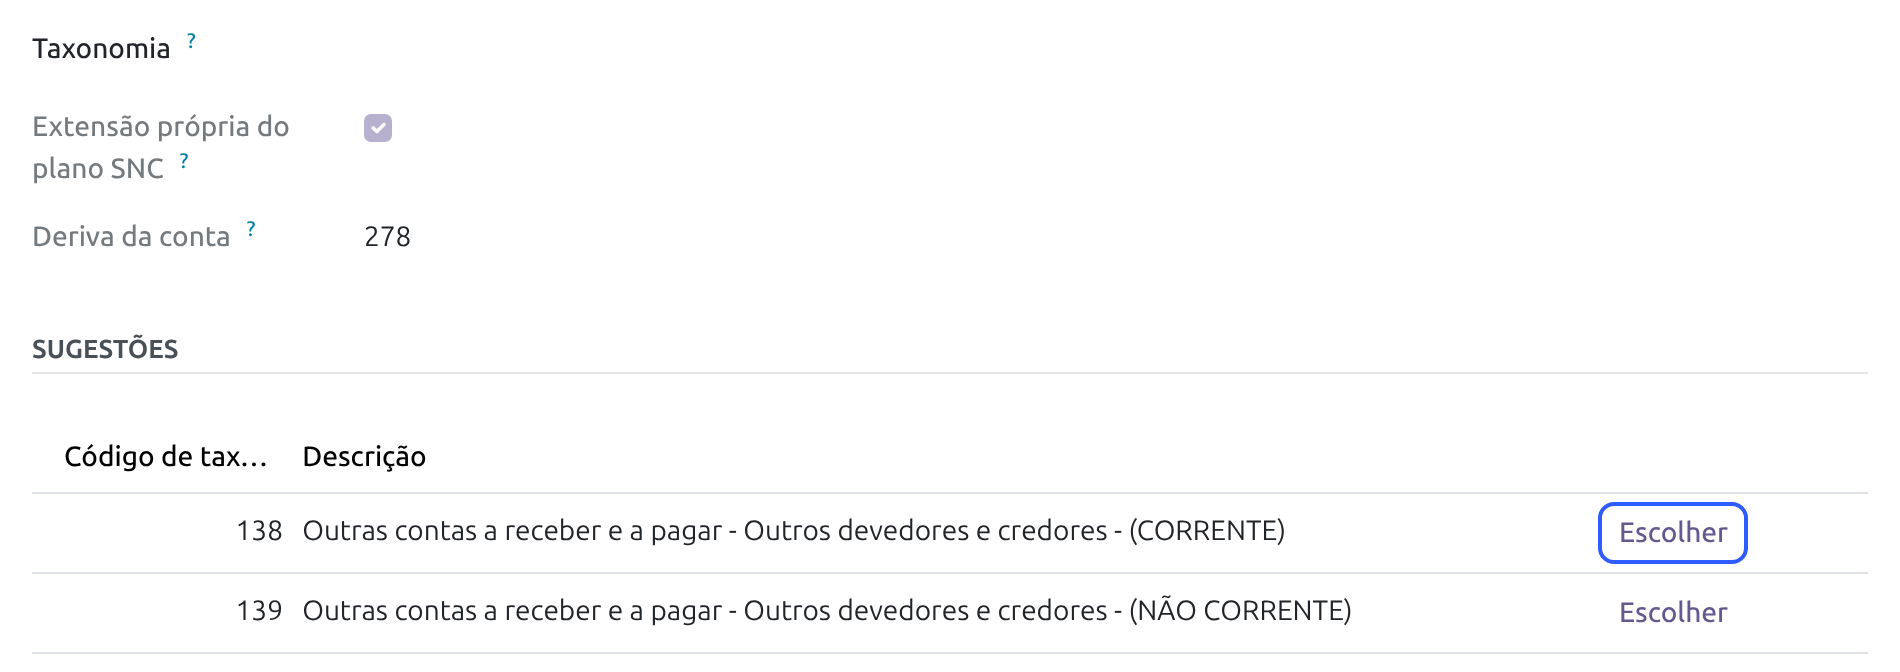 Taxonomia ?
Extensão própria do
plano SNC ?
Deriva da conta ? 278
SUGESTÕES
Código de tax... Descrição
138 Outras contas a receber e a pagar - Outros devedores e credores - (CORRENTE) Escolher
139 Outras contas a receber e a pagar - Outros devedores e credores - (NÃO CORRENTE) Escolher